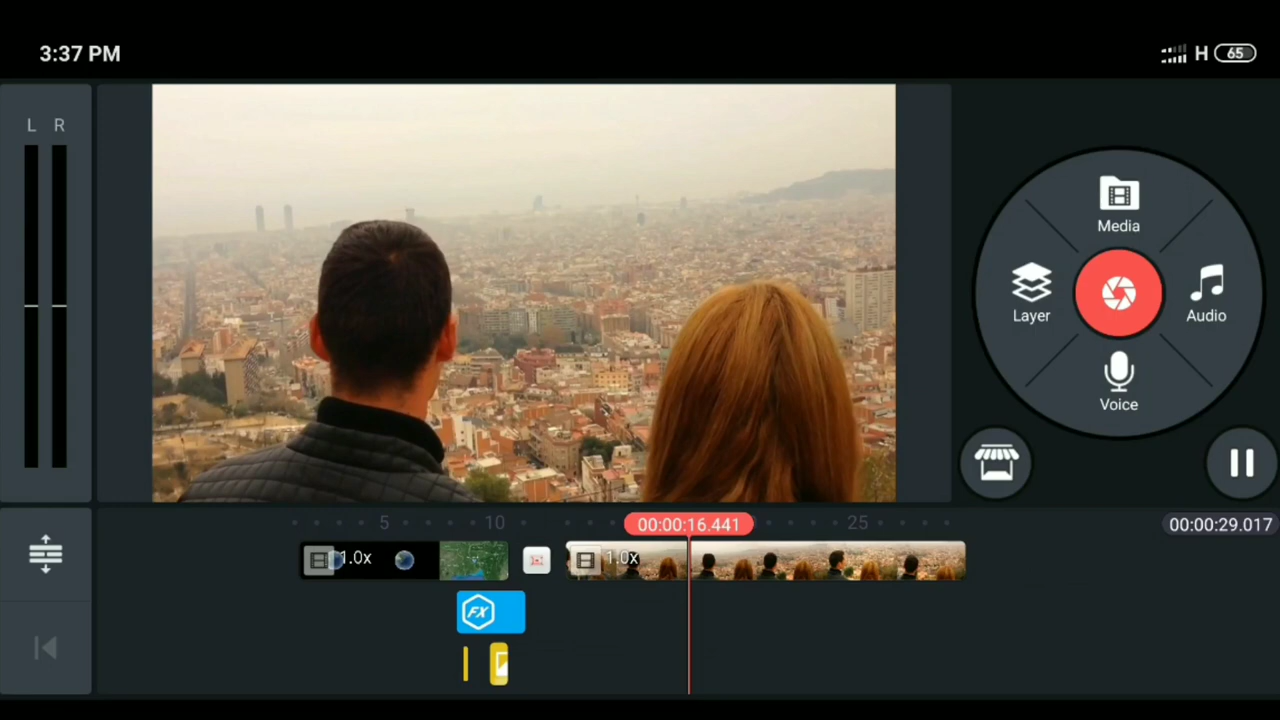 3:37 PM
H 65
L R
Media
Layer
Audio
Voice
5 10 00:00:16.441 25 00:00:29.017
1.0x 1.0x
FX